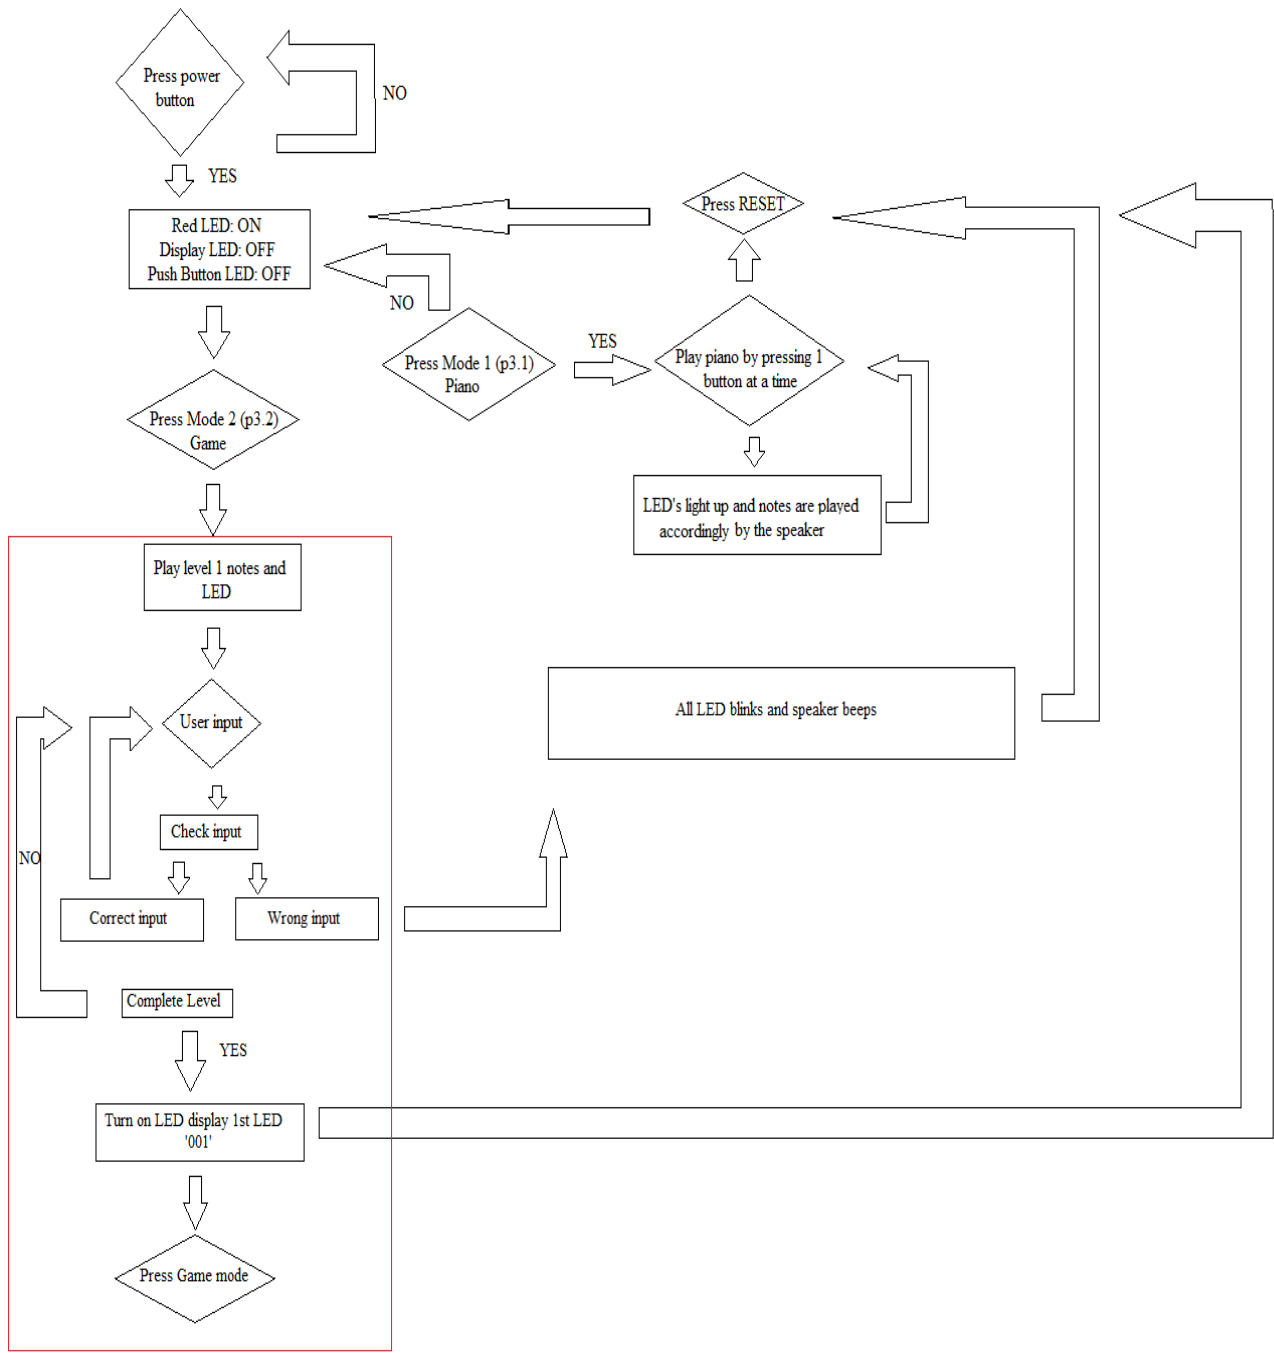 Press power
button
NO
YES
Red LED: ON
Display LED: OFF
Push Button LED: OFF
Press RESET
NO
Press Mode 1 (p3.1)
Piano
YES
Play piano by pressing 1
button at a time
Press Mode 2 (p3.2)
Game
LED's light up and notes are played
accordingly by the speaker
Play level 1 notes and
LED
User input
All LED blinks and speaker beeps
Check input
NO
Correct input
Wrong input
Complete Level
YES
Turn on LED display 1st LED
'001'
Press Game mode